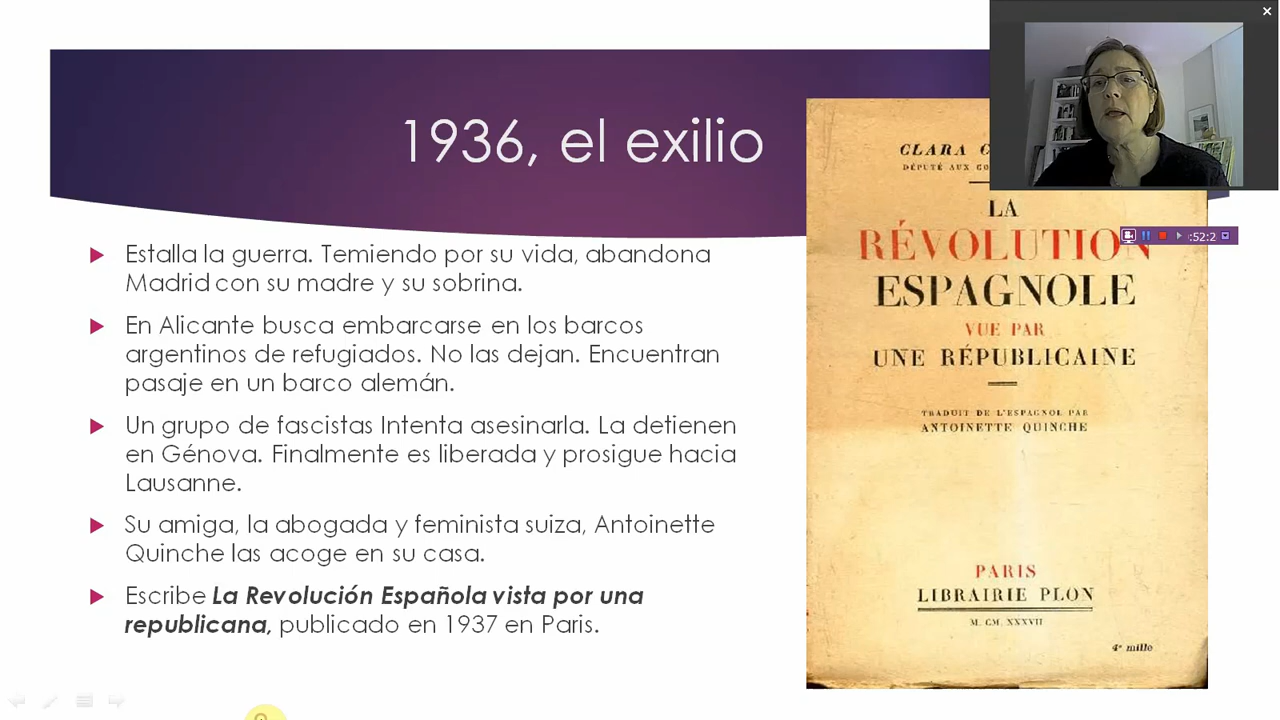 1936, el exilio
Estalla la guerra. Temiendo por su vida, abandona
Madrid con su madre y su sobrina.
En Alicante busca embarcarse en los barcos
argentinos de refugiados. No las dejan. Encuentran
pasaje en un barco alemán.
Un grupo de fascistas Intenta asesinarla. La detienen
en Génova. Finalmente es liberada y prosigue hacia
Lausanne.
Su amiga, la abogada y feminista suiza, Antoinette
Quinche las acoge en su casa.
Escribe La Revolución Española vista por una
republicana, publicado en 1937 en Paris.
CLARA C
DÉPUTÉ AUX CO
LA
RÉVOLUTION
ESPAGNOLE
VUE PAR
UNE RÉPUBLICAINE
TRADUIT DE L'ESPAGNOL PAR
ANTOINETTE QUINCHE
PARIS
LIBRAIRIE PLON
M. CM. XXXVII
4e mille
:52:2